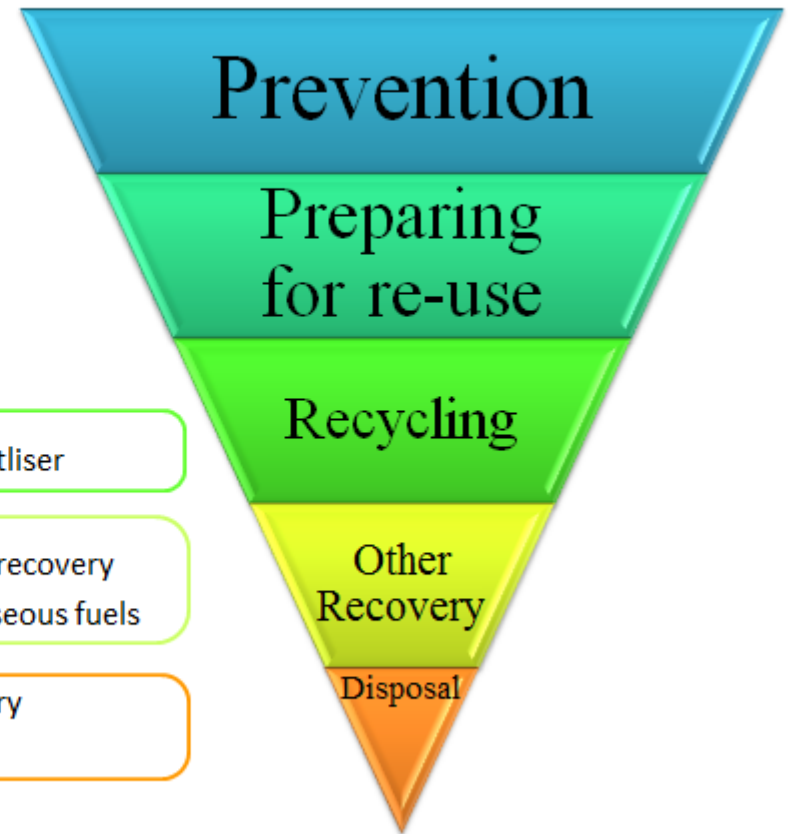 Prevention
Preparing
for re-use
Recycling
tliser
Other
Recovery
recovery
seous fuels
Disposal
ry